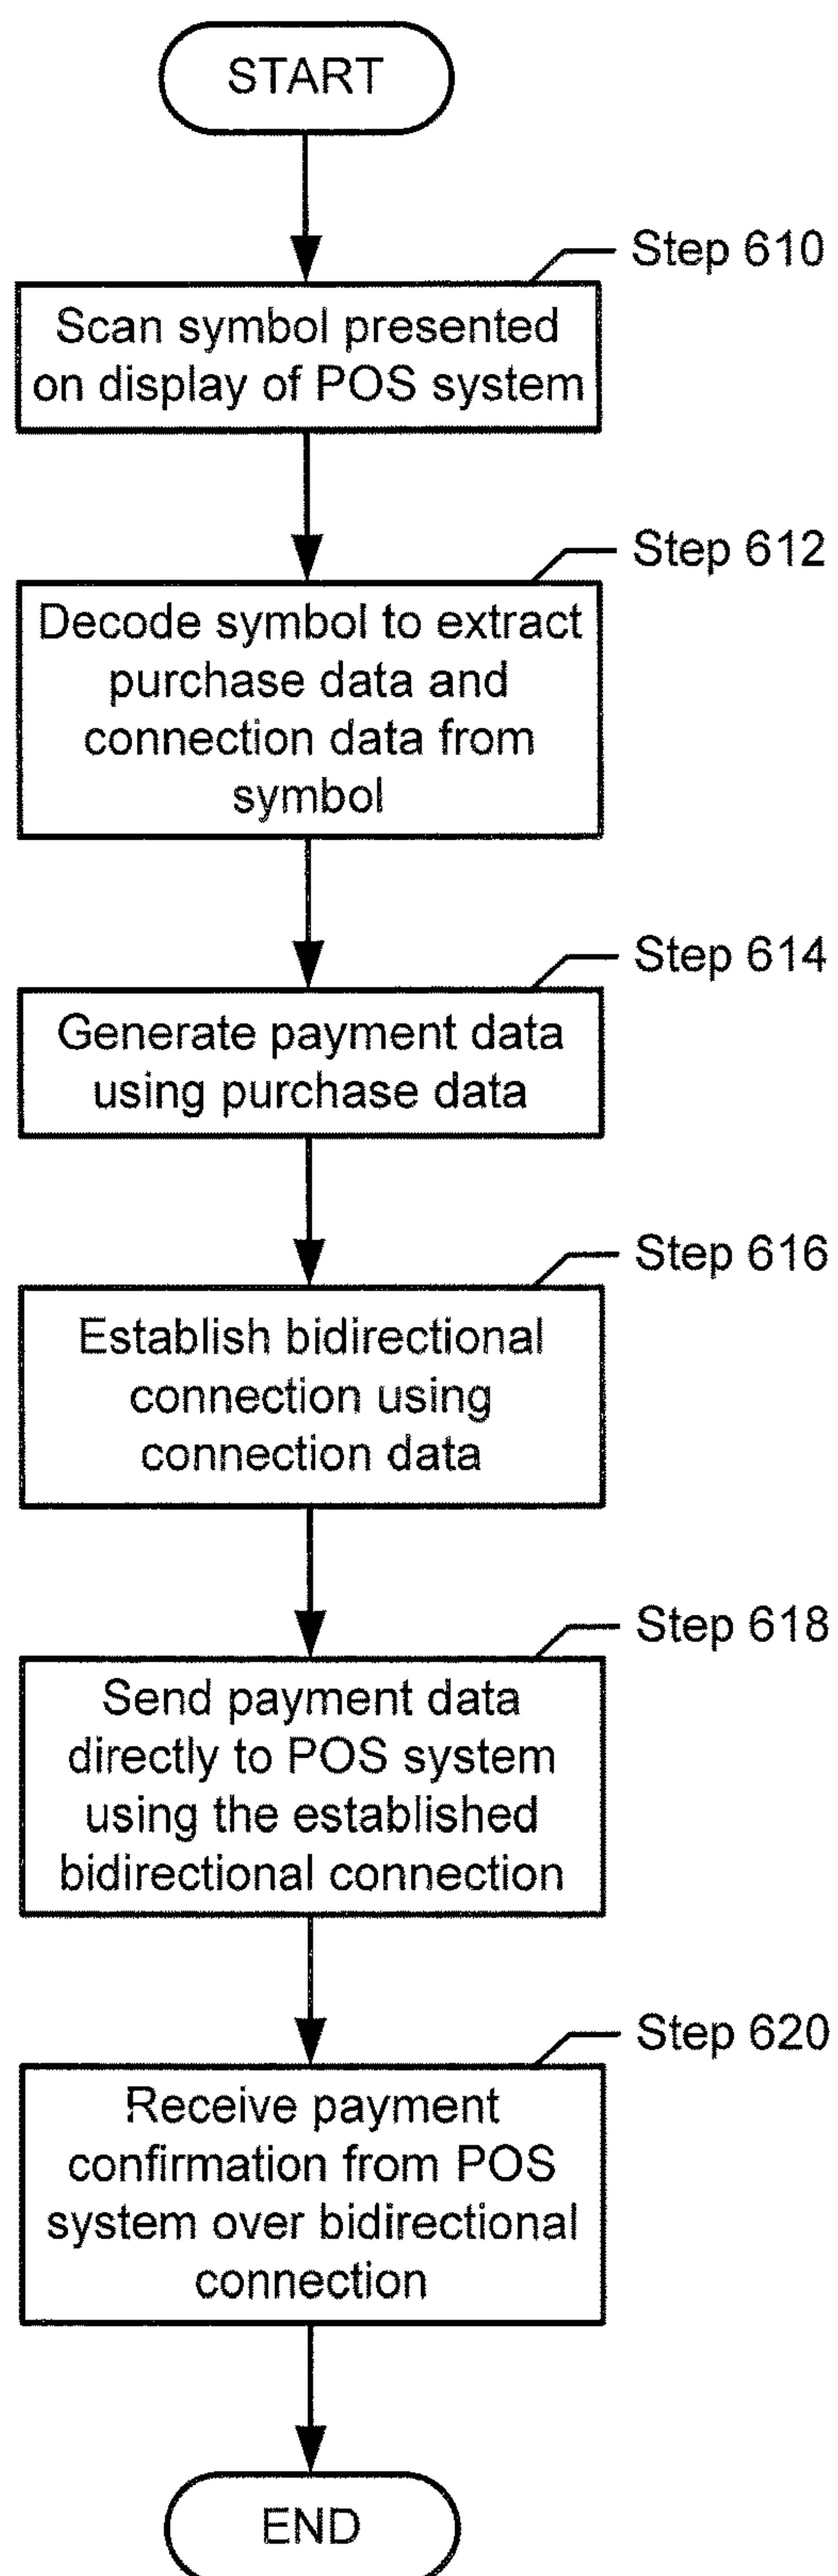 START
Step 610
Scan symbol presented
on display of POS system
Step 612
Decode symbol to extract
purchase data and
connection data from
symbol
Step 614
Generate payment data
using purchase data
Step 616
Establish bidirectional
connection using
connection data
Step 618
Send payment data
directly to POS system
using the established
bidirectional connection
Step 620
Receive payment
confirmation from POS
system over bidirectional
connection
END